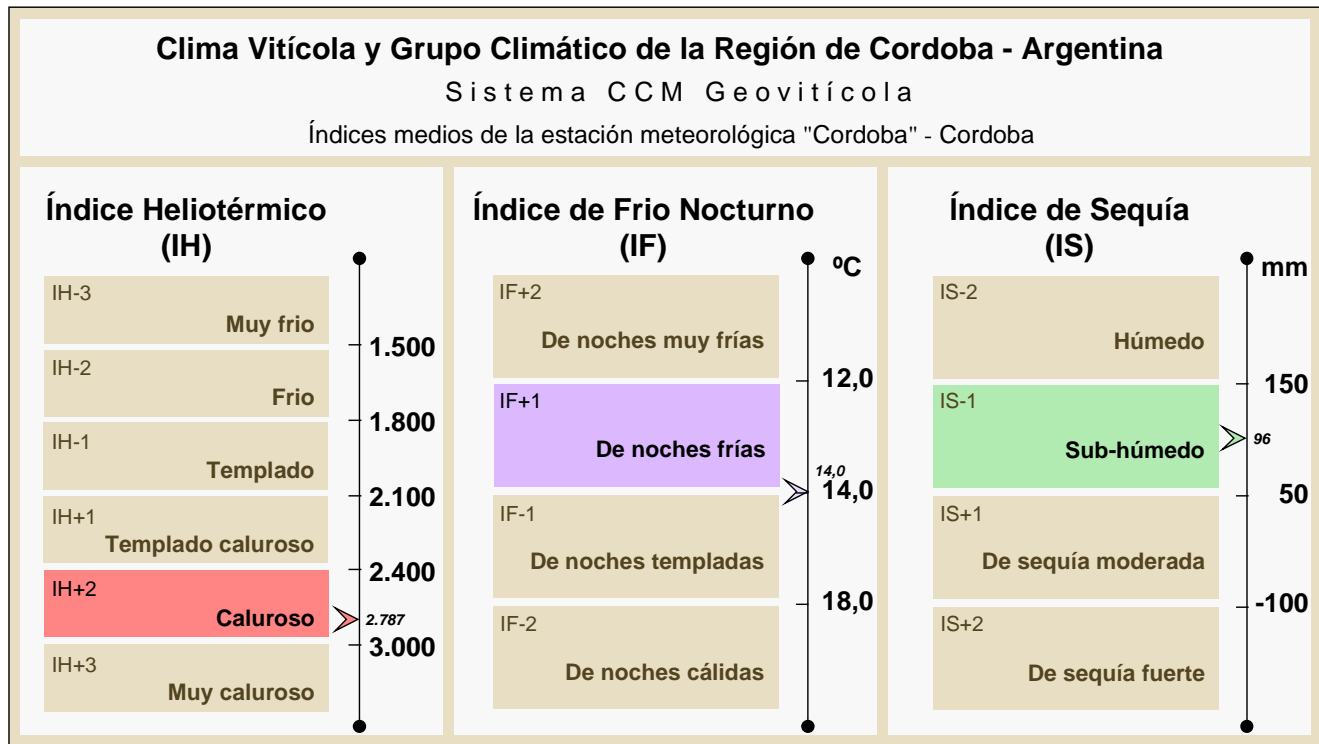 Clima Vitícola y Grupo Climático de la Región de Cordoba - Argentina
Sistema CCM Geovitícola
Índices medios de la estación meteorológica "Cordoba" - Cordoba
Índice Heliotérmico
(IH)
IH-3
Muy frio
1.500
IH-2
Frio
1.800
IH-1
Templado
2.100
IH+1
Templado caluroso
2.400
IH+2
Caluroso
2.787
3.000
IH+3
Muy caluroso
Índice de Frio Nocturno
(IF)
ºC
IF+2
De noches muy frías
12,0
IF+1
De noches frías
14,0
14,0
IF-1
De noches templadas
18,0
IF-2
De noches cálidas
Índice de Sequía
(IS)
mm
IS-2
Húmedo
150
IS-1
Sub-húmedo
96
50
IS+1
De sequía moderada
-100
IS+2
De sequía fuerte